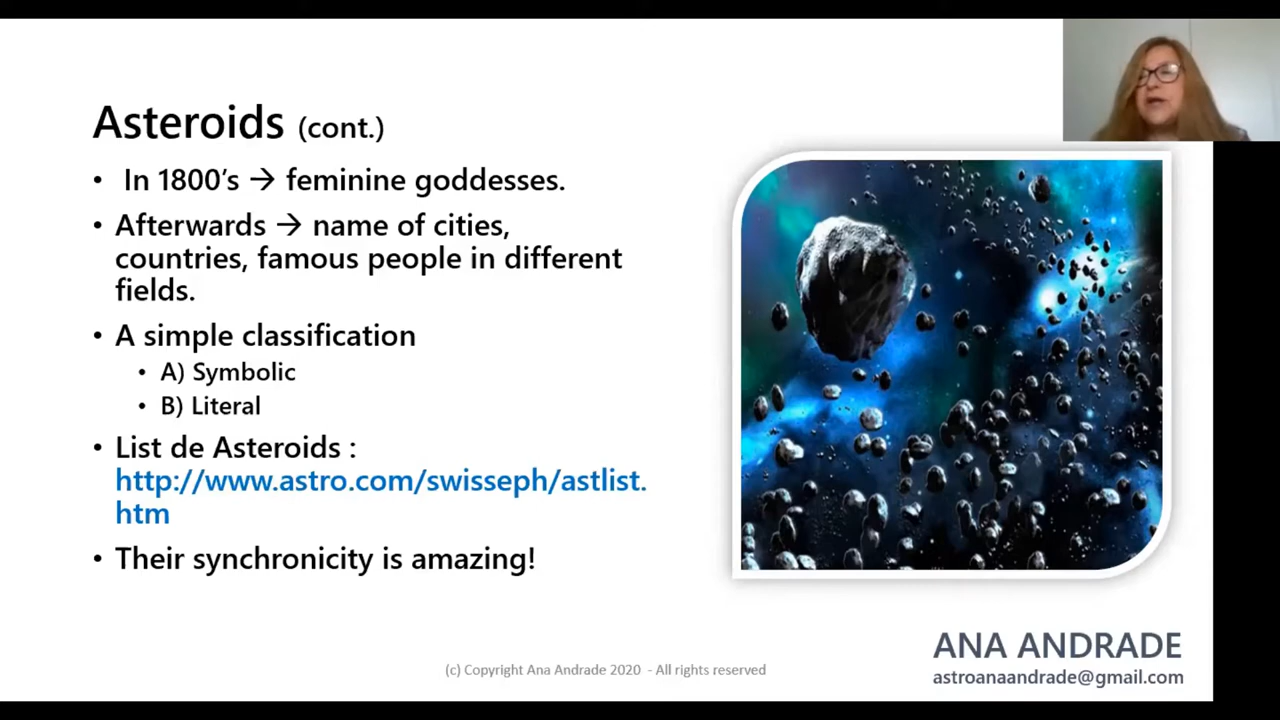 Asteroids (cont.)
• In 1800’s → feminine goddesses.
• Afterwards → name of cities,
countries, famous people in different
fields.
• A simple classification
• A) Symbolic
• B) Literal
• List de Asteroids :
http://www.astro.com/swisseph/astlist.
htm
• Their synchronicity is amazing!
(c) Copyright Ana Andrade 2020 - All rights reserved
ANA ANDRADE
astroanaandrade@gmail.com